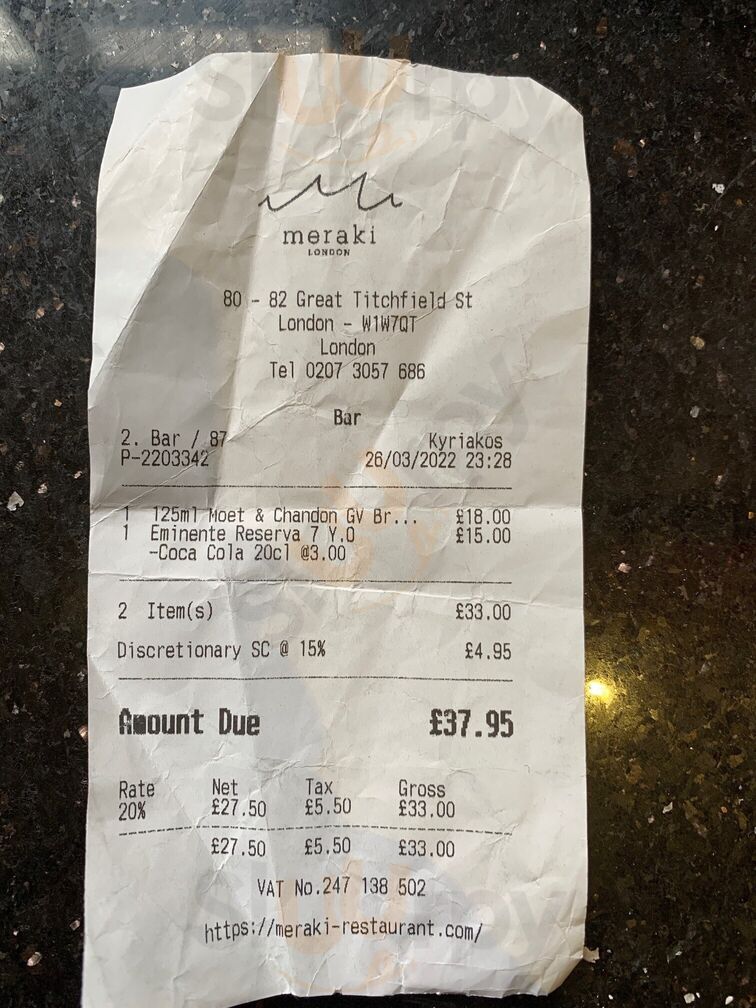 meraki
LONDON
80 - 82 Great Titchfield St
London - W1W7QT
London
Tel 0207 3057 686
Bar
2. Bar / 87 Kyriakos
P-2203342 26/03/2022 23:28
1 125ml Moet & Chandon GV Br... £18.00
1 Eminente Reserva 7 Y.O £15.00
-Coca Cola 20cl @3.00
2 Item(s) £33.00
Discretionary SC @ 15% £4.95
Amount Due £37.95
Rate Net Tax Gross
20% £27.50 £5.50 £33.00
£27.50 £5.50 £33.00
VAT No.247 138 502
https://meraki-restaurant.com/